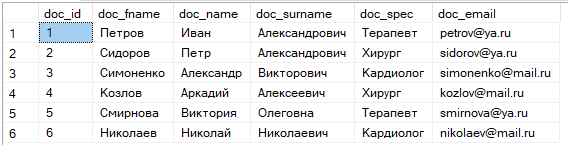 doc_id doc_fname doc_name doc_surname doc_spec doc_email
1 1 Петров Иван Александрович Терапевт petrov@ya.ru
2 2 Сидоров Петр Александрович Хирург sidorov@ya.ru
3 3 Симоненко Александр Викторович Кардиолог simonenko@mail.ru
4 4 Козлов Аркадий Алексеевич Хирург kozlov@mail.ru
5 5 Смирнова Виктория Олеговна Терапевт smirnova@ya.ru
6 6 Николаев Николай Николаевич Кардиолог nikolaev@mail.ru